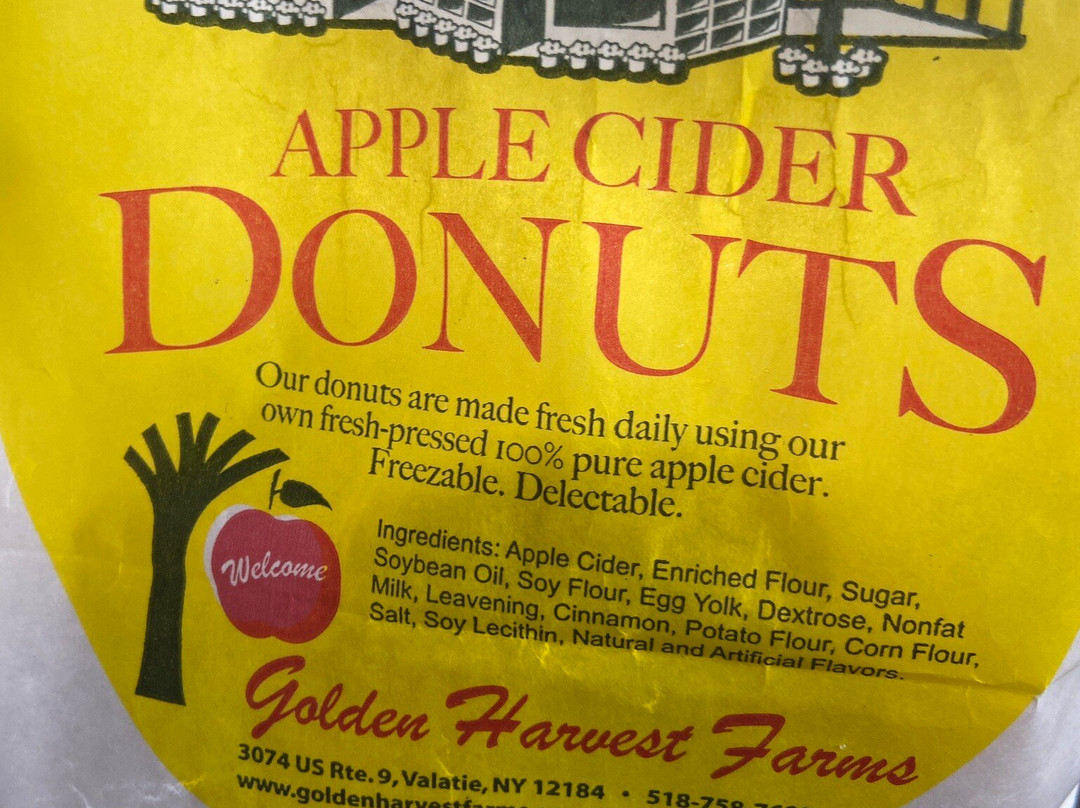 APPLE CIDER
DONUTS
Our donuts are made fresh daily using our
own fresh-pressed 100% pure apple cider.
Freezable. Delectable.
Welcome
Ingredients: Apple Cider, Enriched Flour, Sugar,
Soybean Oil, Soy Flour, Egg Yolk, Dextrose, Nonfat
Milk, Leavening, Cinnamon, Potato Flour, Corn Flour,
Salt, Soy Lecithin, Natural and Artificial Flavors.
Golden Harvest Farms
3074 US Rte. 9, Valatie, NY 12184 • 518-758-